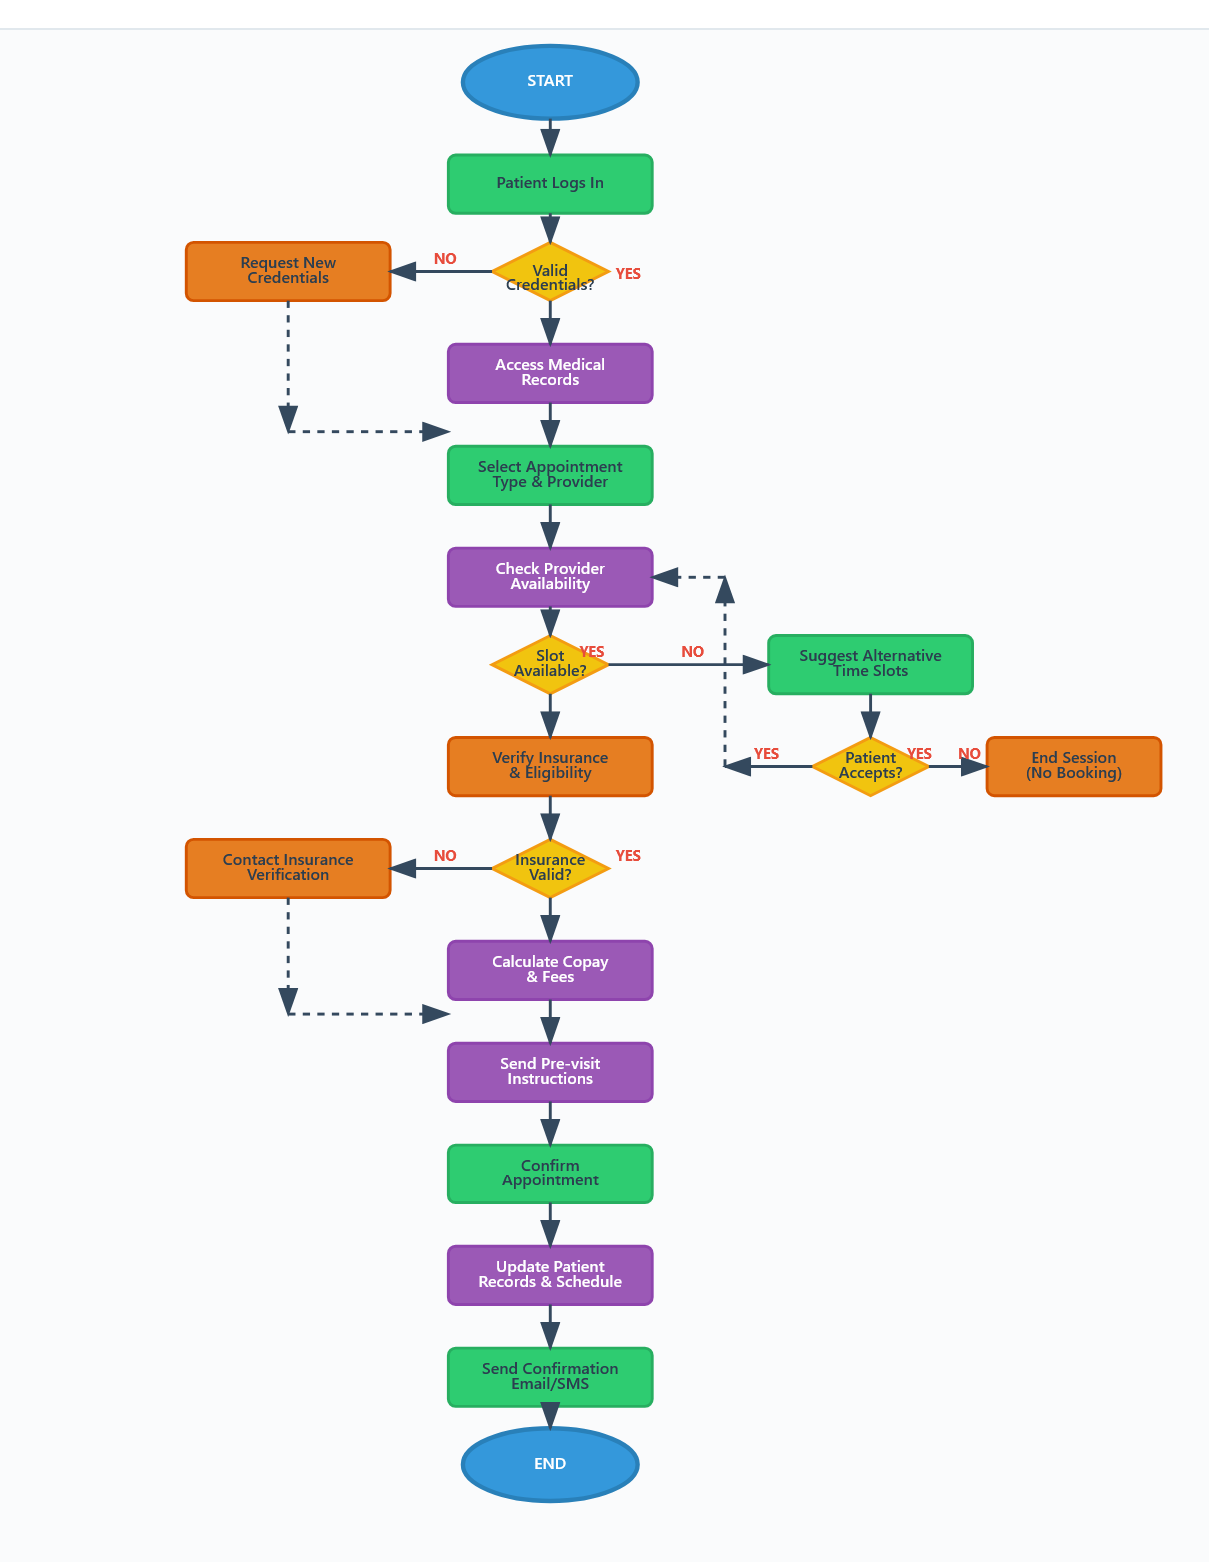 START
Patient Logs In
Request New
Credentials
NO
Valid
Credentials?
YES
Access Medical
Records
Select Appointment
Type & Provider
Check Provider
Availability
Slot
Available?
YES
NO
Suggest Alternative
Time Slots
Verify Insurance
& Eligibility
YES
Patient
Accepts?
YES
NO
End Session
(No Booking)
Contact Insurance
Verification
NO
Insurance
Valid?
YES
Calculate Copay
& Fees
Send Pre-visit
Instructions
Confirm
Appointment
Update Patient
Records & Schedule
Send Confirmation
Email/SMS
END